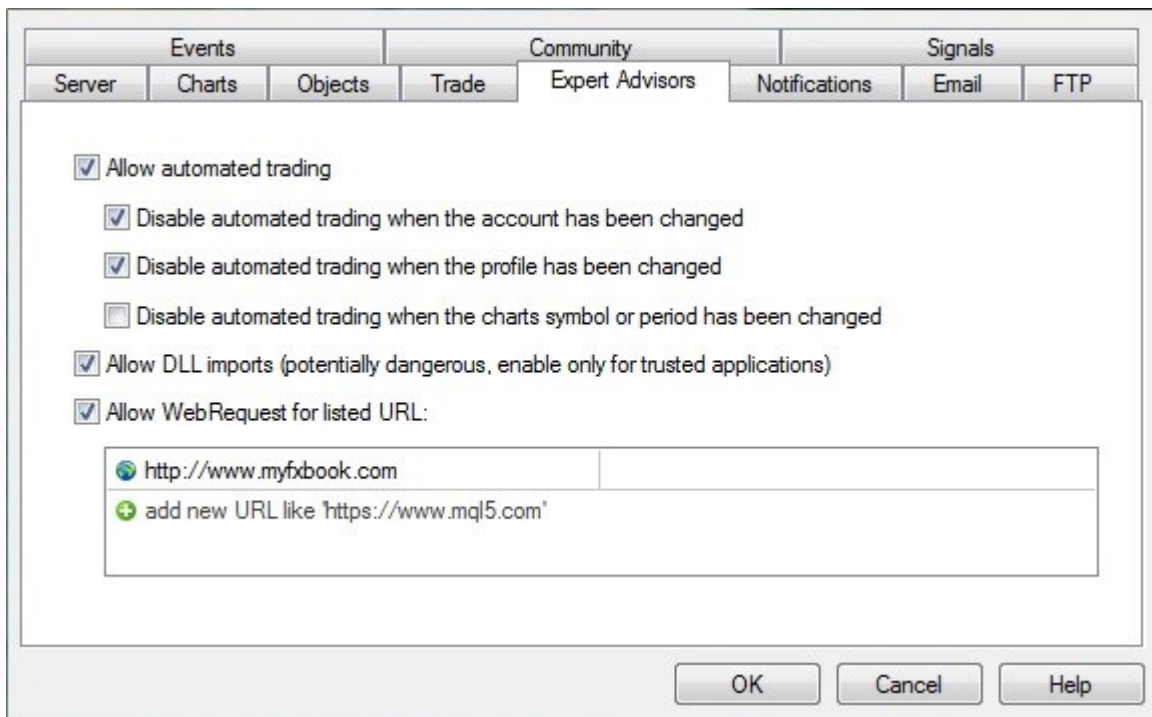 Events Community Signals
Server Charts Objects Trade Expert Advisors Notifications Email FTP
Allow automated trading
Disable automated trading when the account has been changed
Disable automated trading when the profile has been changed
Disable automated trading when the charts symbol or period has been changed
Allow DLL imports (potentially dangerous, enable only for trusted applications)
Allow WebRequest for listed URL:
http://www.myfxbook.com
add new URL like 'https://www.mql5.com'
OK Cancel Help